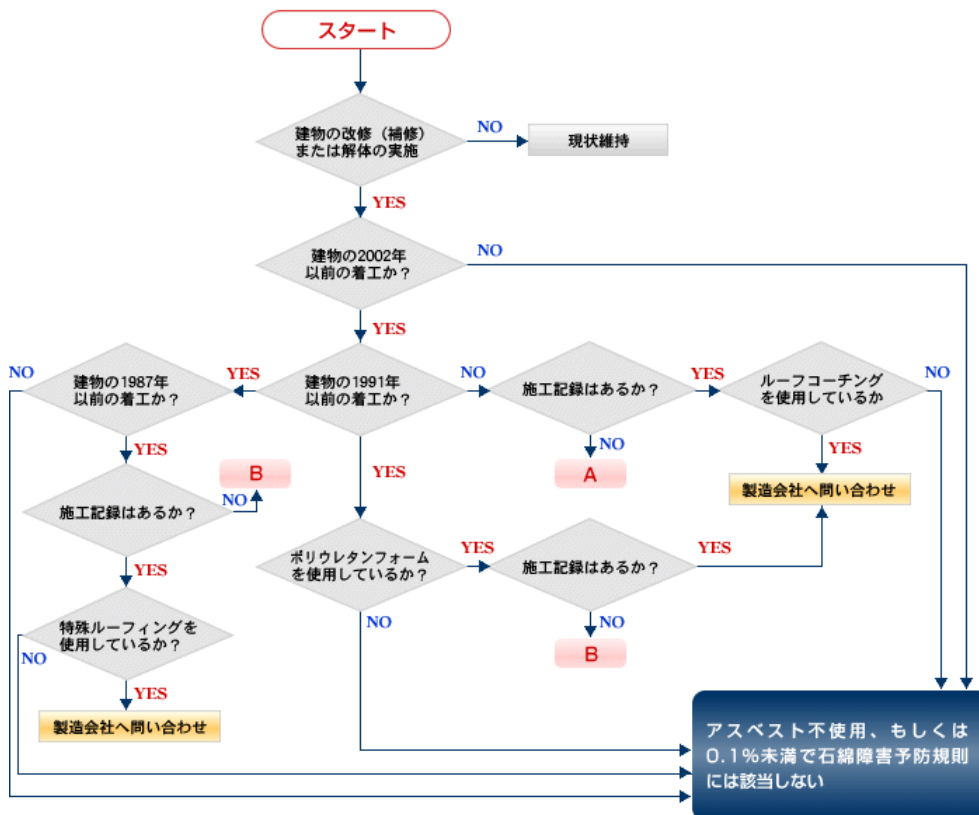 スタート
建物の改修（補修）
または解体の実施
NO
現状維持
YES
建物の2002年
以前の着工か？
NO
YES
NO
建物の1987年
以前の着工か？
YES
建物の1991年
以前の着工か？
NO
施工記録はあるか？
YES
ルーフコーチング
を使用しているか
NO
YES
B
YES
NO
A
YES
製造会社へ問い合わせ
施工記録はあるか？
NO
ポリウレタンフォーム
を使用しているか？
YES
施工記録はあるか？
YES
YES
特殊ルーフィングを
使用しているか？
NO
NO
NO
B
YES
製造会社へ問い合わせ
アスベスト不使用、もしくは
0.1%未満で石綿障害予防規則
には該当しない